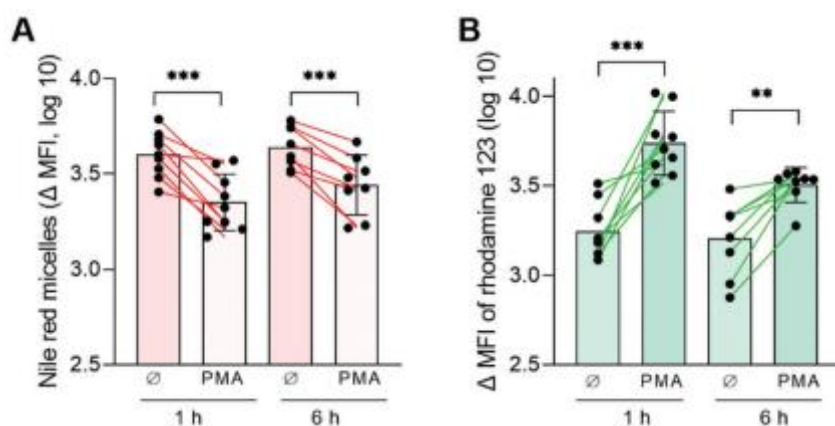 A
Nile red micelles (Δ MFI, log 10)
4.0
3.5
3.0
2.5
***
***
∅ PMA ∅ PMA
1 h 6 h
B
Δ MFI of rhodamine 123 (log 10)
4.0
3.5
3.0
2.5
***
**
∅ PMA ∅ PMA
1 h 6 h